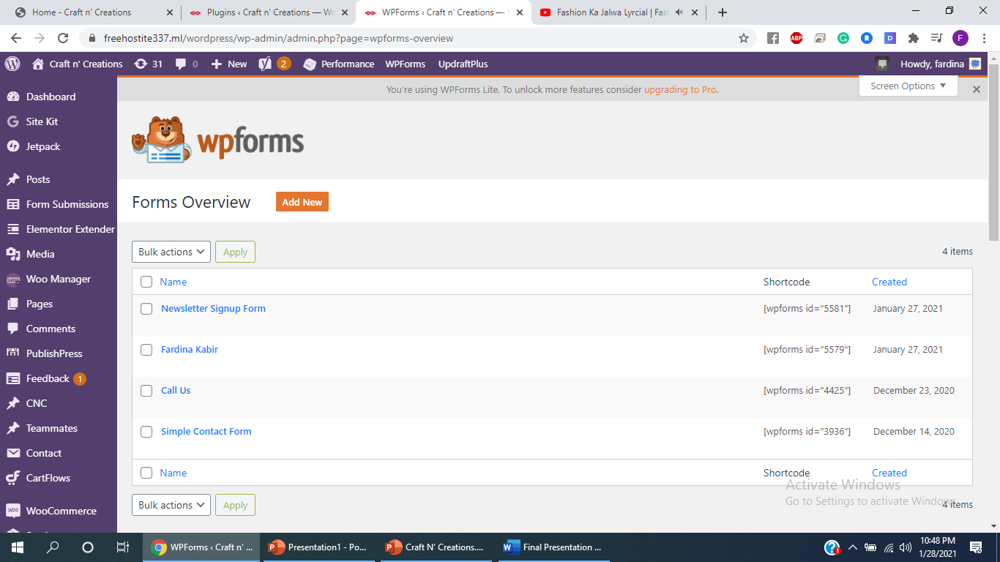 Home - Craft n' Creations
Plugins ‹ Craft n' Creations — Wo
WPForms ‹ Craft n' Creations —
Fashion Ka Jalwa Lyrcial | Fas
freehostite337.ml/wordpress/wp-admin/admin.php?page=wpforms-overview
ABP
G
D
F
Craft n' Creations 31 0 New 2 Performance WPForms UpdraftPlus Howdy, fardina
You're using WPForms Lite. To unlock more features consider upgrading to Pro.
Screen Options
Dashboard
Site Kit
Jetpack
Posts
Form Submissions
Elementor Extender
Media
Woo Manager
Pages
Comments
PublishPress
Feedback 1
CNC
Teammates
Contact
CartFlows
WooCommerce
wpforms
Forms Overview
Add New
Bulk actions
Apply
4 items
Name Shortcode Created
Newsletter Signup Form [wpforms id="5581"] January 27, 2021
Fardina Kabir [wpforms id="5579"] January 27, 2021
Call Us [wpforms id="4425"] December 23, 2020
Simple Contact Form [wpforms id="3936"] December 14, 2020
Name Shortcode Created
Bulk actions
Apply
4 items
Activate Windows
Go to Settings to activate Windows.
WPForms ‹ Craft n' ...
Presentation1 - Po...
Craft N' Creations....
Final Presentation ...
10:48 PM
1/28/2021